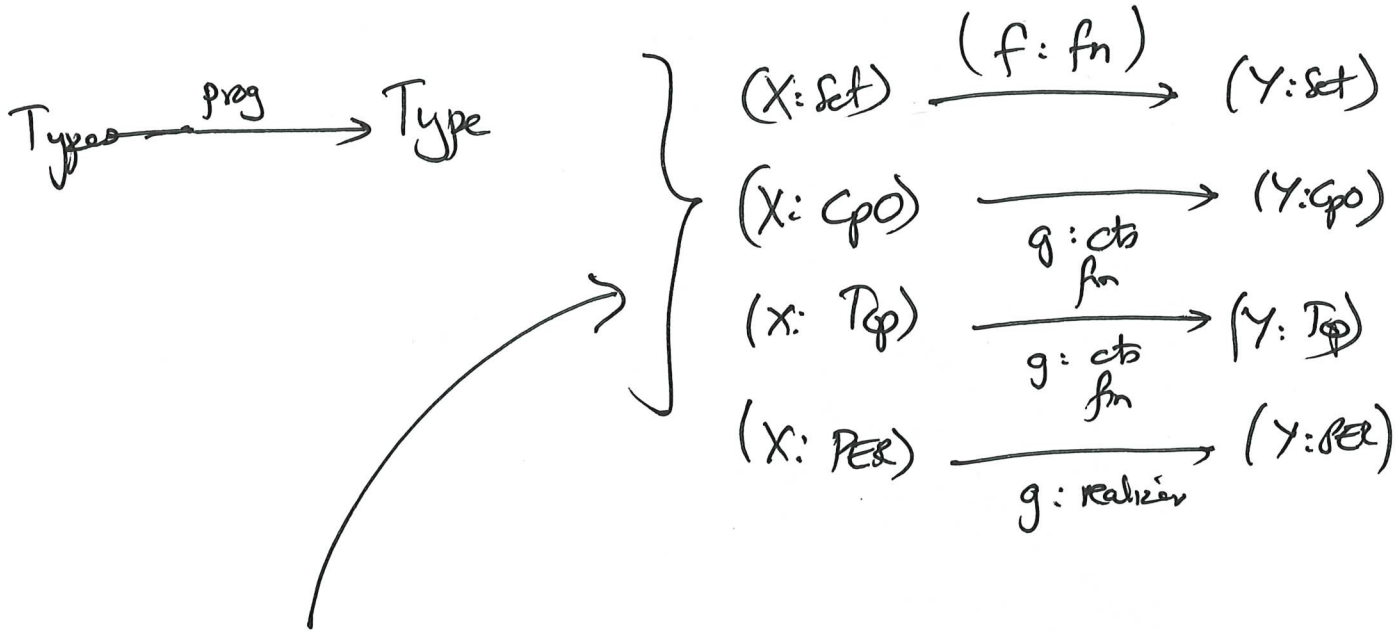 Types prog Type
(X: Set) (f: fn) (Y: Set)
(X: CpO) g: cts fn (Y: CpO)
(X: Top) g: cts fn (Y: Top)
(X: PER) g: realizer (Y: PER)